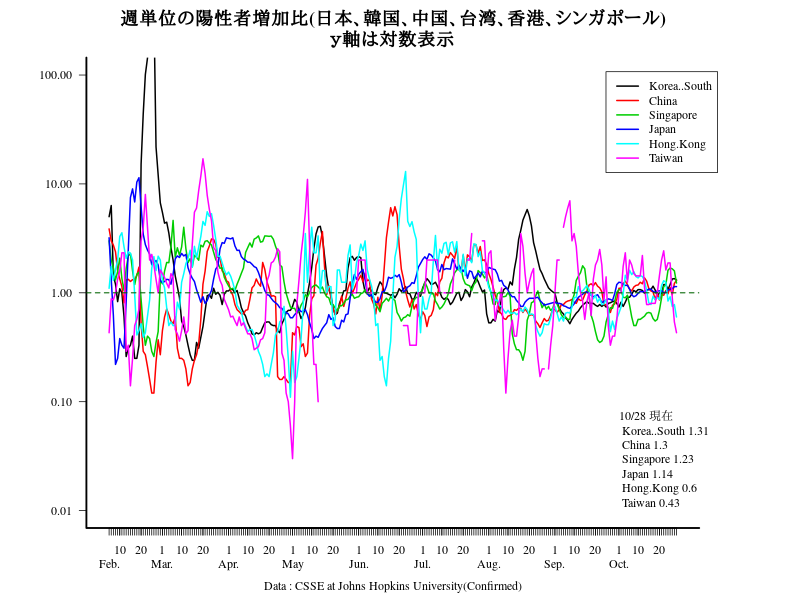 週単位の陽性者増加比(日本、韓国、中国、台湾、香港、シンガポール)
y軸は対数表示
100.00
10.00
1.00
0.10
0.01
Korea..South
China
Singapore
Japan
Hong.Kong
Taiwan
10/28 現在
Korea..South 1.31
China 1.3
Singapore 1.23
Japan 1.14
Hong.Kong 0.6
Taiwan 0.43
10 20 1 10 20 1 10 20 1 10 20 1 10 20 1 10 20 1 10 20 1 10 20 1 10 20
Feb. Mar. Apr. May Jun. Jul. Aug. Sep. Oct.
Data : CSSE at Johns Hopkins University(Confirmed)